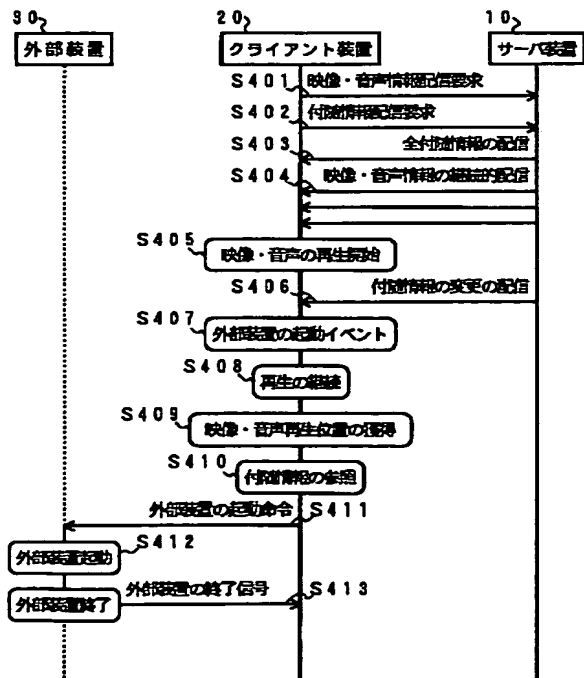 30
20
10
外部装置
クライアント装置
サーバ装置
S401
映像・音声情報配信要求
S402
付随情報配信要求
S403
全付随情報の配信
S404
映像・音声情報の継続的配信
S405
映像・音声の再生開始
S406
付随情報の変更の配信
S407
外部装置の起動イベント
S408
再生の継続
S409
映像・音声再生位置の獲得
S410
付随情報の参照
外部装置の起動命令
S411
S412
外部装置起動
外部装置の終了信号
S413
外部装置終了